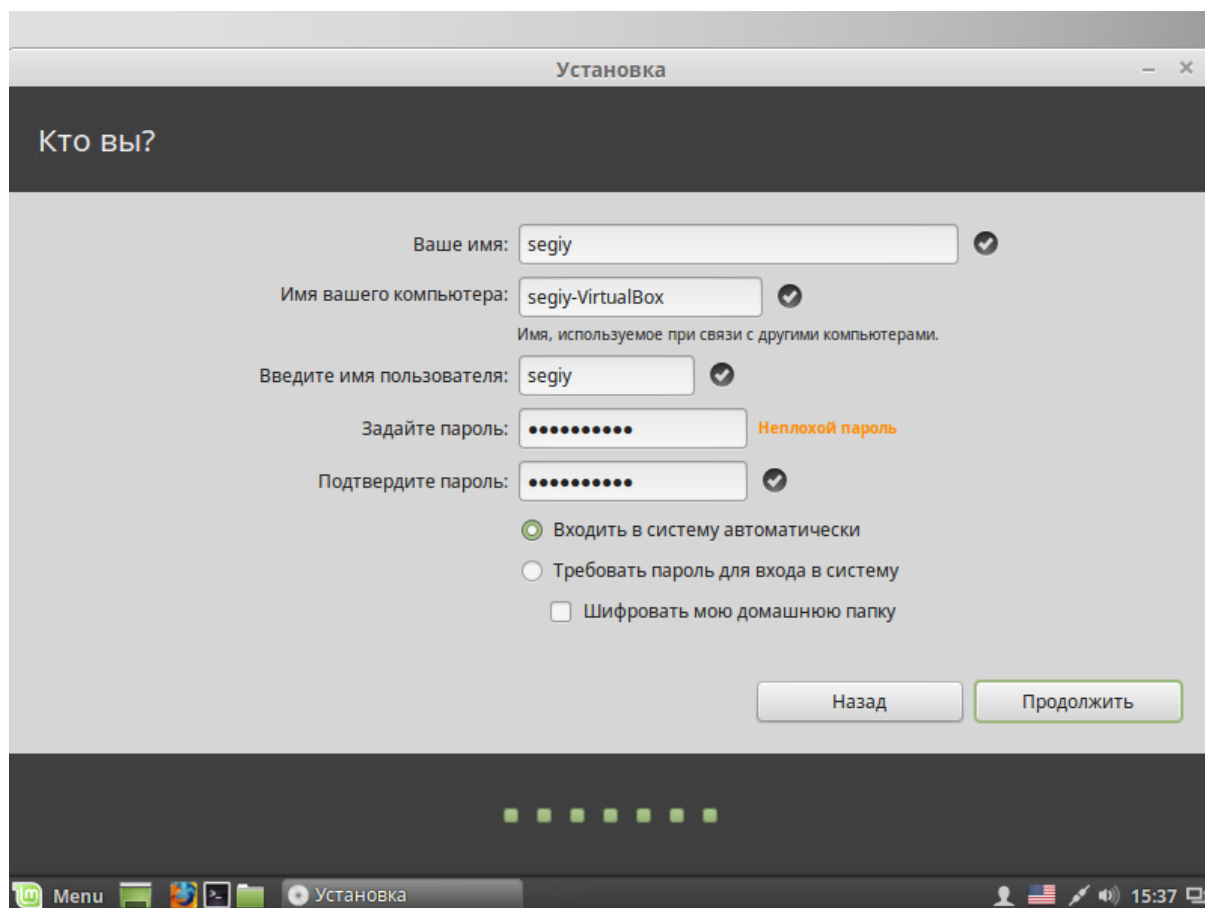 Установка
Кто вы?
Ваше имя: segiy
Имя вашего компьютера: segiy-VirtualBox
Имя, используемое при связи с другими компьютерами.
Введите имя пользователя: segiy
Задайте пароль: ●●●●●●●●●● Неплохой пароль
Подтвердите пароль: ●●●●●●●●●●
Входить в систему автоматически
Требовать пароль для входа в систему
Шифровать мою домашнюю папку
Назад Продолжить
Menu Установка 15:37